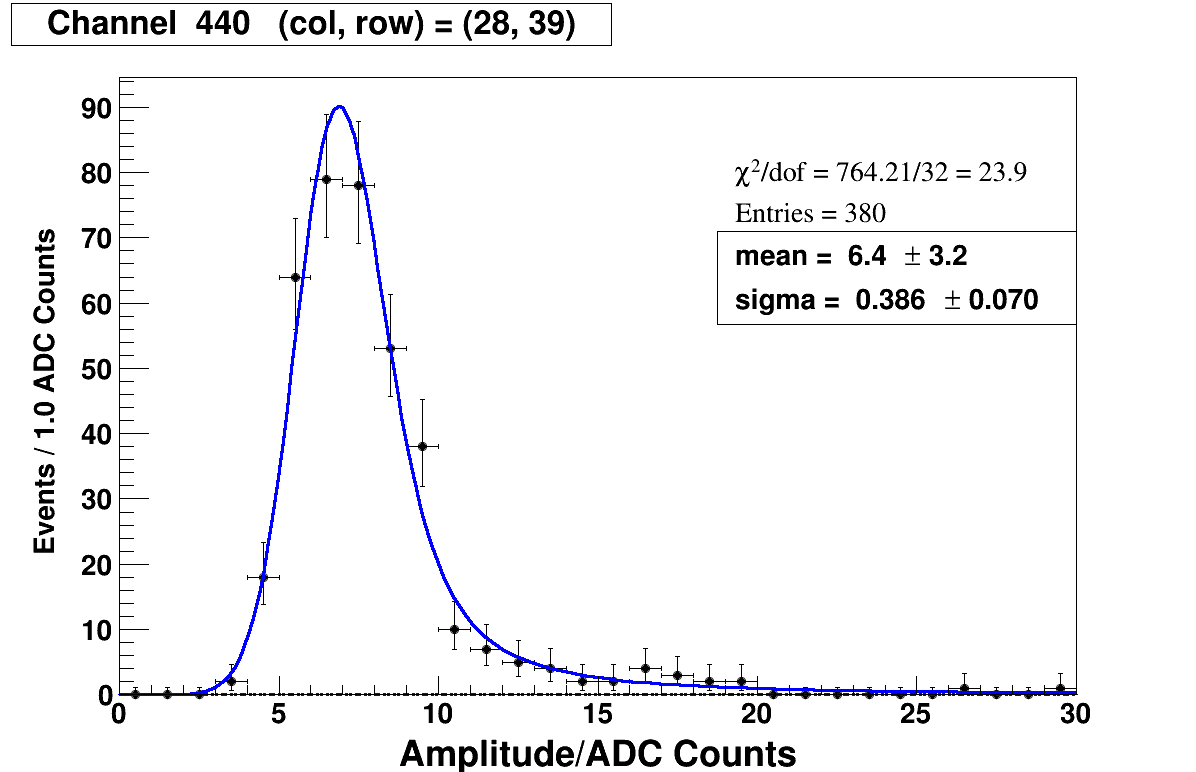 Channel 440 (col, row) = (28, 39)
90
80
70
60
50
40
30
20
10
0
Events / 1.0 ADC Counts
χ²/dof = 764.21/32 = 23.9
Entries = 380
mean = 6.4 ± 3.2
sigma = 0.386 ± 0.070
0 5 10 15 20 25 30
Amplitude/ADC Counts